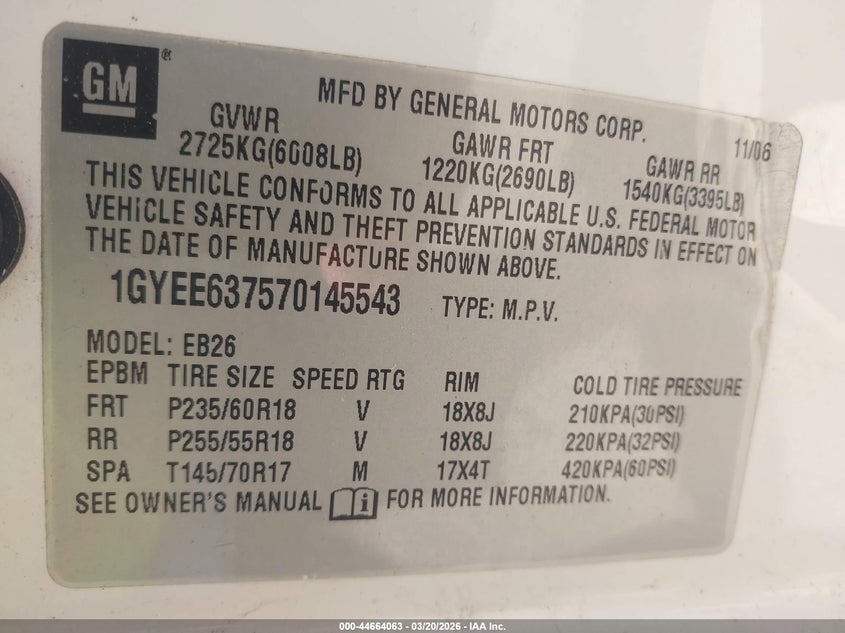 GM®
MFD BY GENERAL MOTORS CORP.
11/06
GVWR GAWR FRT GAWR RR
2725KG(6008LB) 1220KG(2690LB) 1540KG(3395LB)
THIS VEHICLE CONFORMS TO ALL APPLICABLE U.S. FEDERAL MOTOR
VEHICLE SAFETY AND THEFT PREVENTION STANDARDS IN EFFECT ON
THE DATE OF MANUFACTURE SHOWN ABOVE.
1GYEE637570145543 TYPE: M.P.V.
MODEL: EB26
EPBM TIRE SIZE SPEED RTG RIM COLD TIRE PRESSURE
FRT P235/60R18 V 18X8J 210KPA(30PSI)
RR P255/55R18 V 18X8J 220KPA(32PSI)
SPA T145/70R17 M 17X4T 420KPA(60PSI)
SEE OWNER'S MANUAL i FOR MORE INFORMATION.
000-44664063 — 03/20/2026 — IAA Inc.